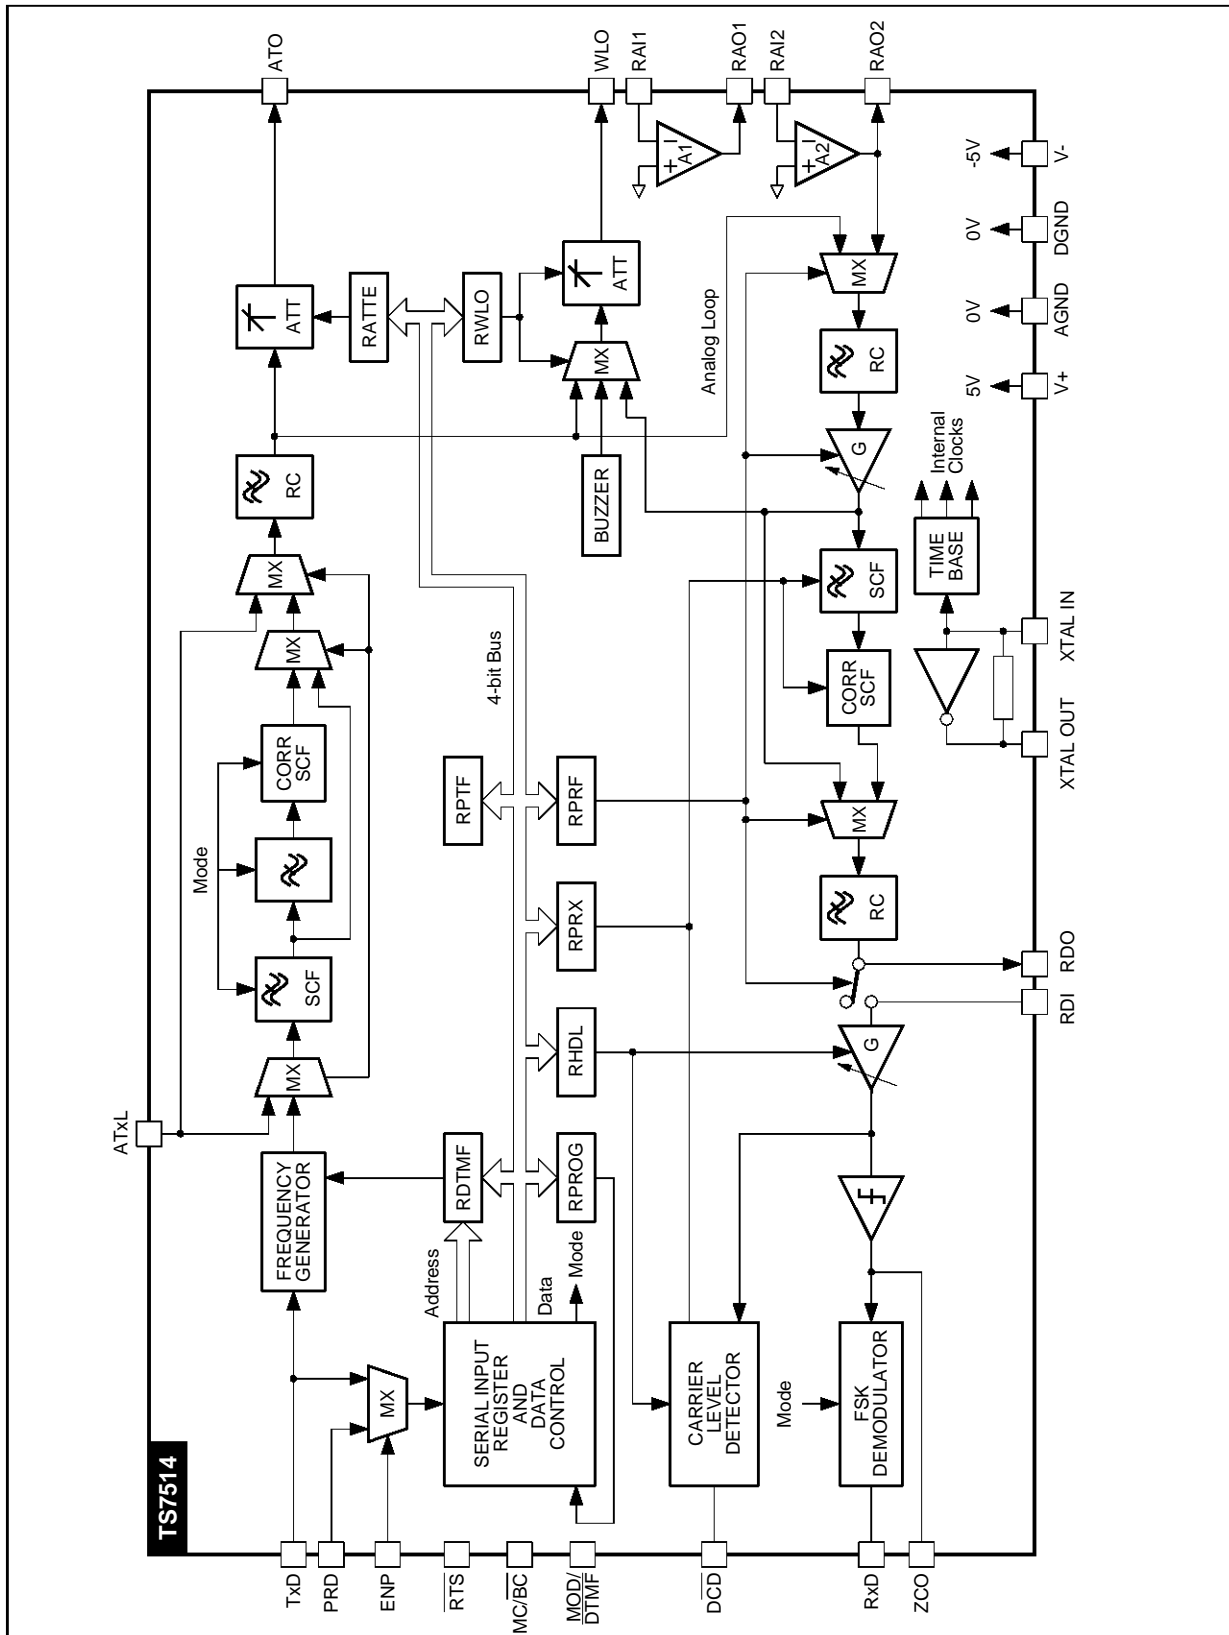 TS7514
ATxL
ATO
WLO
RAI1
RAO1
RAI2
RAO2
TxD
PRD
ENP
RTS
MC/BC
MOD/
DTMF
DCD
RxD
ZCO
RDI
RDO
XTAL OUT
XTAL IN
V+
AGND
DGND
V-
5V
0V
0V
-5V
FREQUENCY
GENERATOR
MX
SCF
Mode
CORR
SCF
MX
MX
RC
ATT
RATTE
RWLO
MX
ATT
BUZZER
A1
A2
MX
SERIAL INPUT
REGISTER
AND
DATA
CONTROL
Address
Data
Mode
RDTMF
RPROG
RHDL
RPRX
RPTF
RPRF
4-bit Bus
Analog Loop
MX
RC
G
SCF
CORR
SCF
MX
RC
G
CARRIER
LEVEL
DETECTOR
Mode
FSK
DEMODULATOR
TIME
BASE
Internal
Clocks